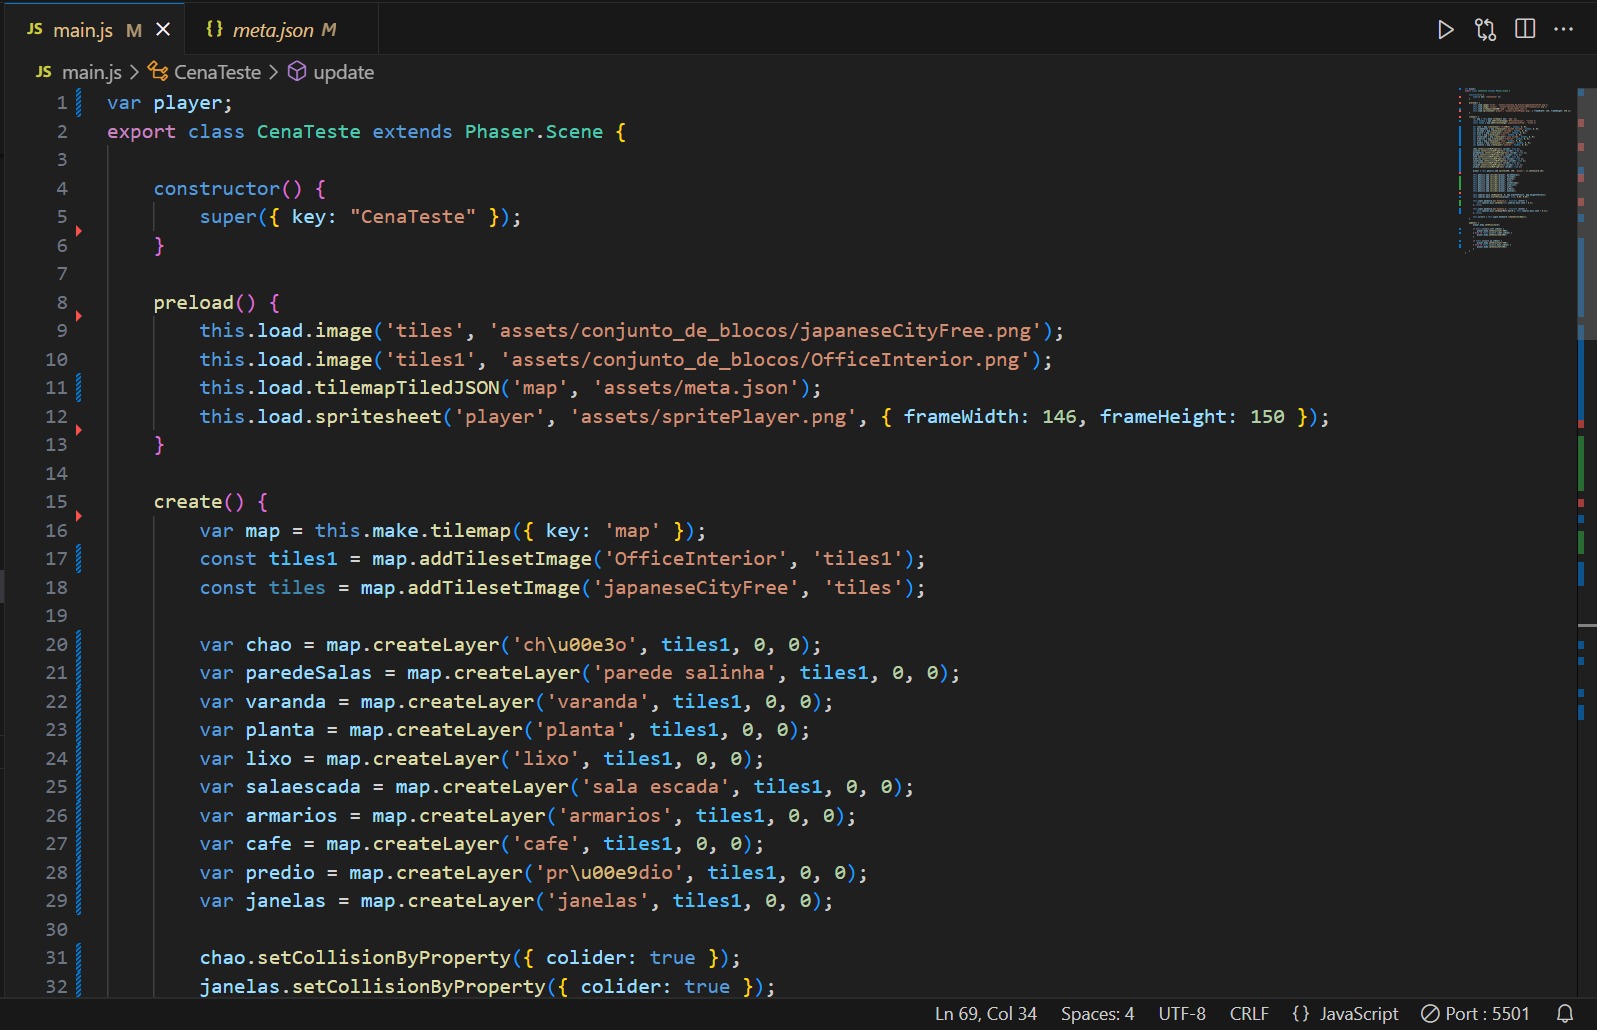 JS main.js M × {} meta.json M
JS main.js > CenaTeste > update
1 var player;
2 export class CenaTeste extends Phaser.Scene {
3
4 constructor() {
5 super({ key: "CenaTeste" });
6 }
7
8 preload() {
9 this.load.image('tiles', 'assets/conjunto_de_blocos/japaneseCityFree.png');
10 this.load.image('tiles1', 'assets/conjunto_de_blocos/OfficeInterior.png');
11 this.load.tilemapTiledJSON('map', 'assets/meta.json');
12 this.load.spritesheet('player', 'assets/spritePlayer.png', { frameWidth: 146, frameHeight: 150 });
13 }
14
15 create() {
16 var map = this.make.tilemap({ key: 'map' });
17 const tiles1 = map.addTilesetImage('OfficeInterior', 'tiles1');
18 const tiles = map.addTilesetImage('japaneseCityFree', 'tiles');
19
20 var chao = map.createLayer('ch\u00e3o', tiles1, 0, 0);
21 var paredeSalas = map.createLayer('parede salinha', tiles1, 0, 0);
22 var varanda = map.createLayer('varanda', tiles1, 0, 0);
23 var planta = map.createLayer('planta', tiles1, 0, 0);
24 var lixo = map.createLayer('lixo', tiles1, 0, 0);
25 var salaescada = map.createLayer('sala escada', tiles1, 0, 0);
26 var armarios = map.createLayer('armarios', tiles1, 0, 0);
27 var cafe = map.createLayer('cafe', tiles1, 0, 0);
28 var predio = map.createLayer('pr\u00e9dio', tiles1, 0, 0);
29 var janelas = map.createLayer('janelas', tiles1, 0, 0);
30
31 chao.setCollisionByProperty({ colider: true });
32 janelas.setCollisionByProperty({ colider: true });
Ln 69, Col 34 Spaces: 4 UTF-8 CRLF {} JavaScript Port : 5501